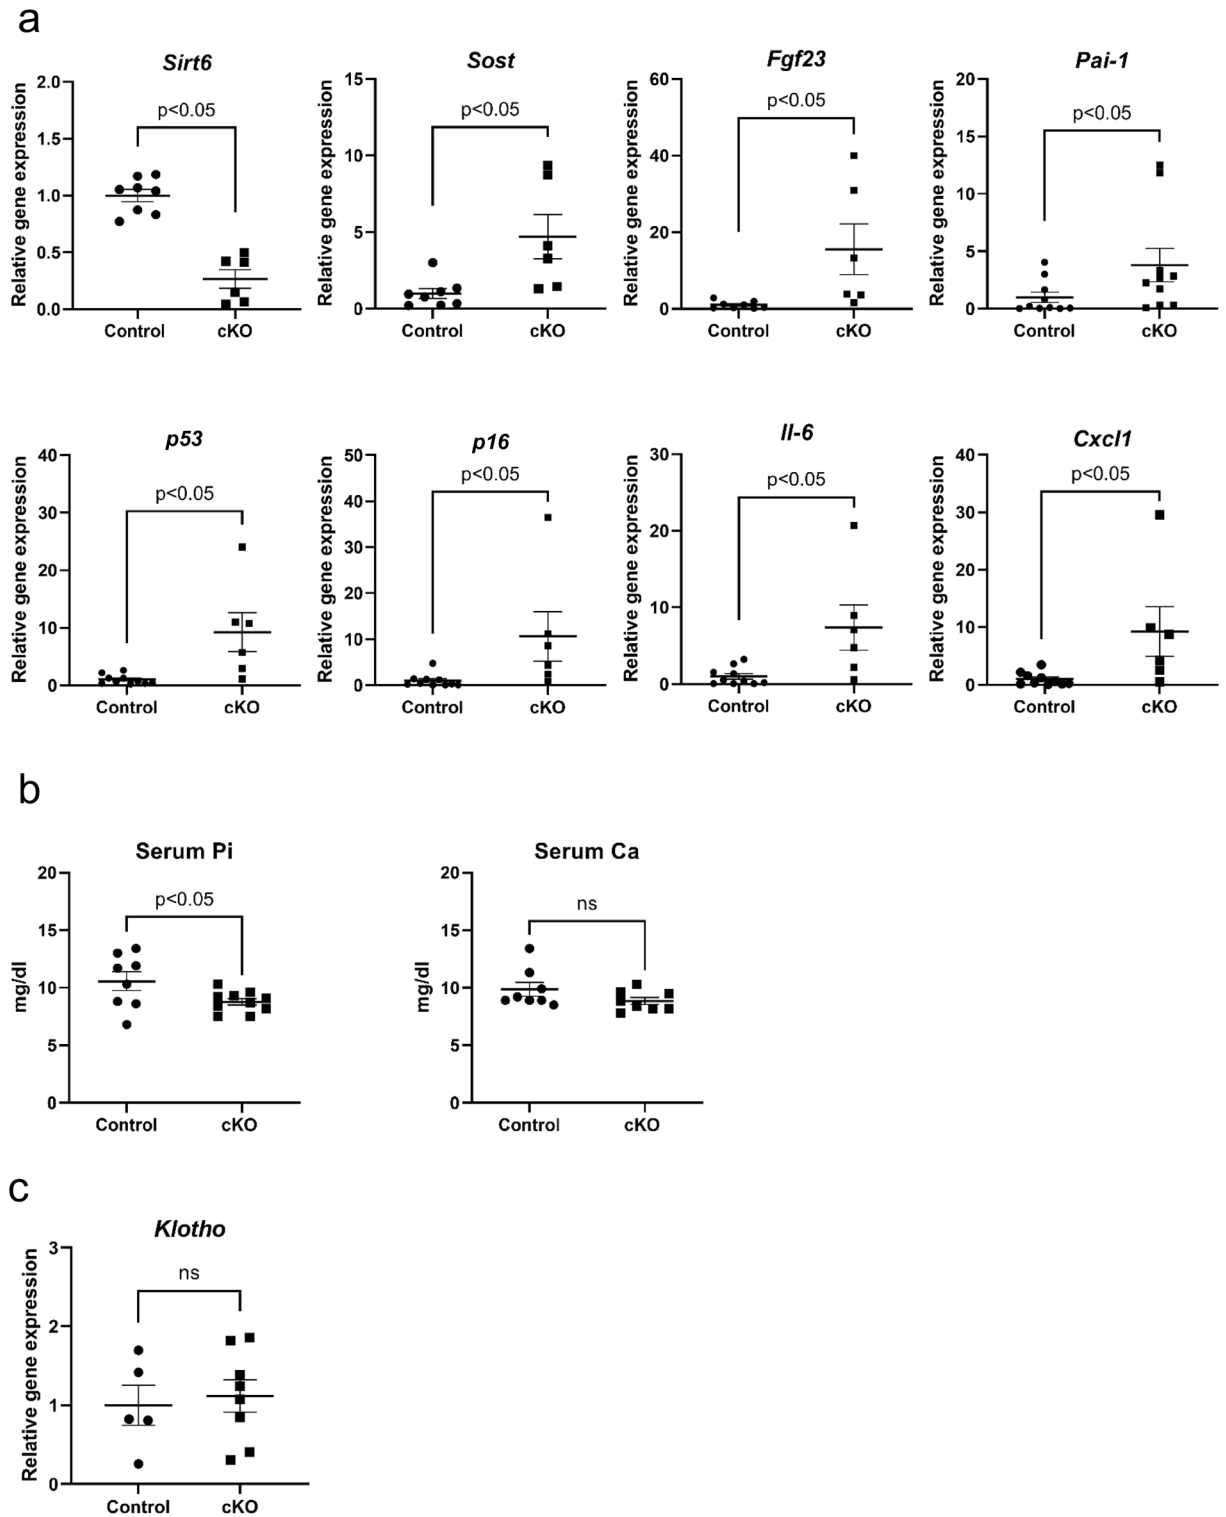 a
Sirt6
Relative gene expression
2.0
1.5
1.0
0.5
0.0
p<0.05
Control
cKO
Sost
Relative gene expression
15
10
5
0
p<0.05
Control
cKO
Fgf23
Relative gene expression
60
40
20
0
p<0.05
Control
cKO
Pai-1
Relative gene expression
20
15
10
5
0
p<0.05
Control
cKO
p53
Relative gene expression
40
30
20
10
0
p<0.05
Control
cKO
p16
Relative gene expression
50
40
30
20
10
0
p<0.05
Control
cKO
Il-6
Relative gene expression
30
20
10
0
p<0.05
Control
cKO
Cxcl1
Relative gene expression
40
30
20
10
0
p<0.05
Control
cKO
b
Serum Pi
mg/dl
20
15
10
5
0
p<0.05
Control
cKO
Serum Ca
mg/dl
20
15
10
5
0
ns
Control
cKO
c
Klotho
Relative gene expression
3
2
1
0
ns
Control
cKO